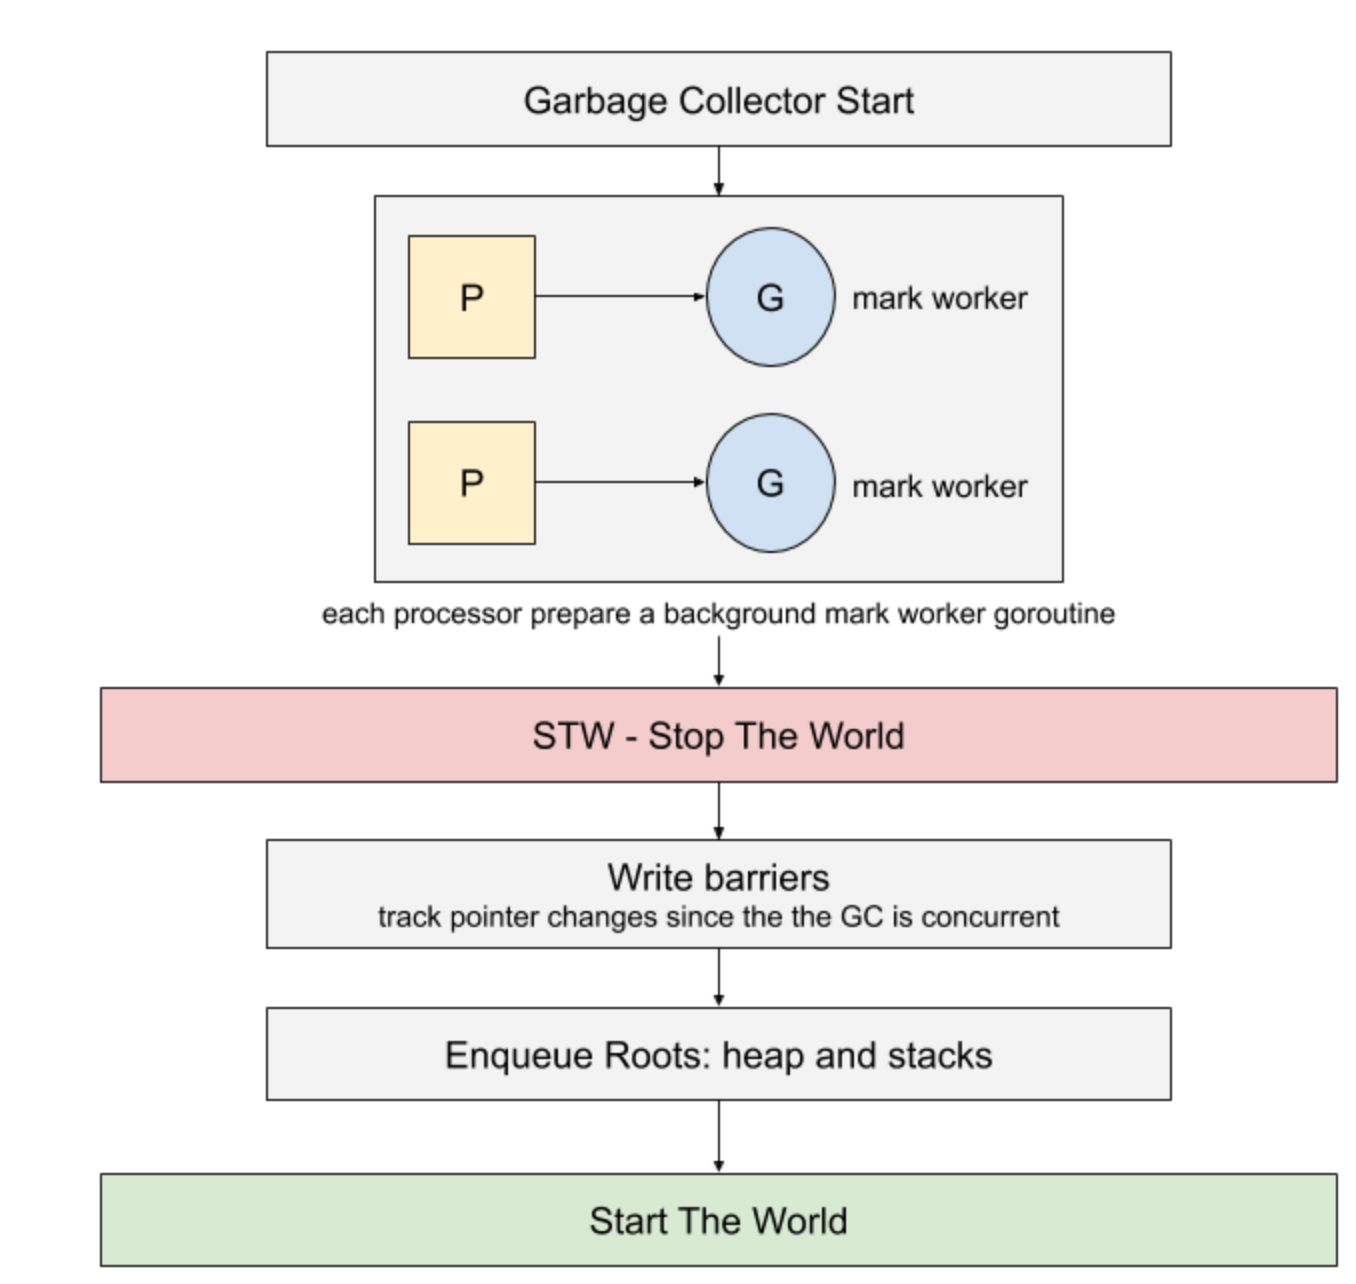 Garbage Collector Start
P
G
mark worker
P
G
mark worker
each processor prepare a background mark worker goroutine
STW - Stop The World
Write barriers
track pointer changes since the the GC is concurrent
Enqueue Roots: heap and stacks
Start The World